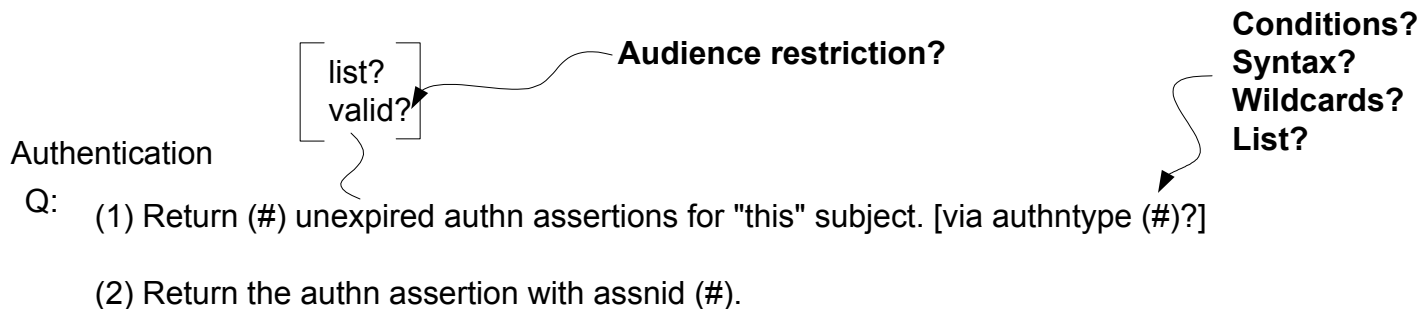 Conditions?
Syntax?
Wildcards?
List?
Audience restriction?
list?
valid?
Authentication
Q: (1) Return (#) unexpired authn assertions for "this" subject. [via authntype (#)?]
(2) Return the authn assertion with assnid (#).